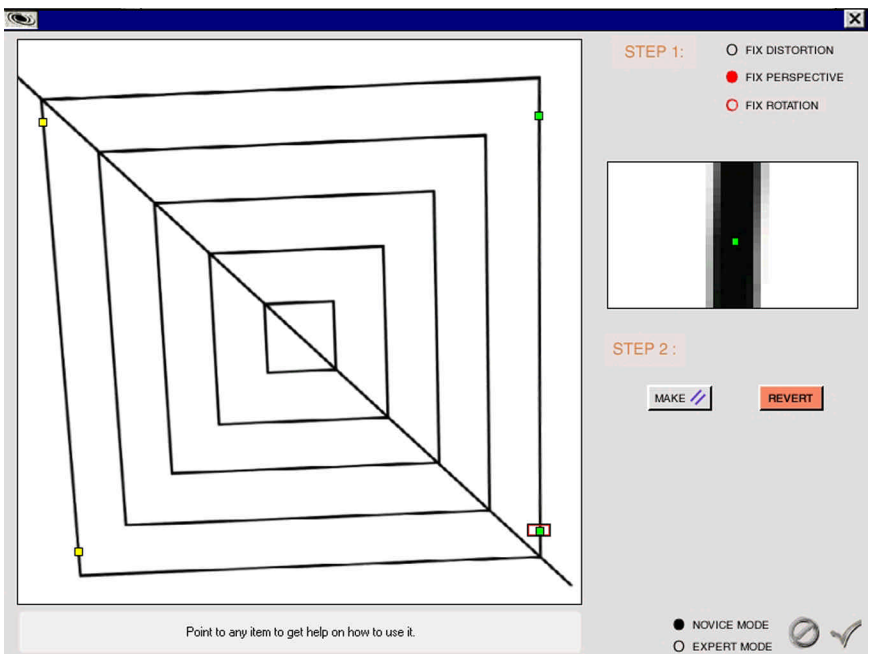 STEP 1:
FIX DISTORTION
FIX PERSPECTIVE
FIX ROTATION
STEP 2 :
MAKE
REVERT
Point to any item to get help on how to use it.
NOVICE MODE
EXPERT MODE